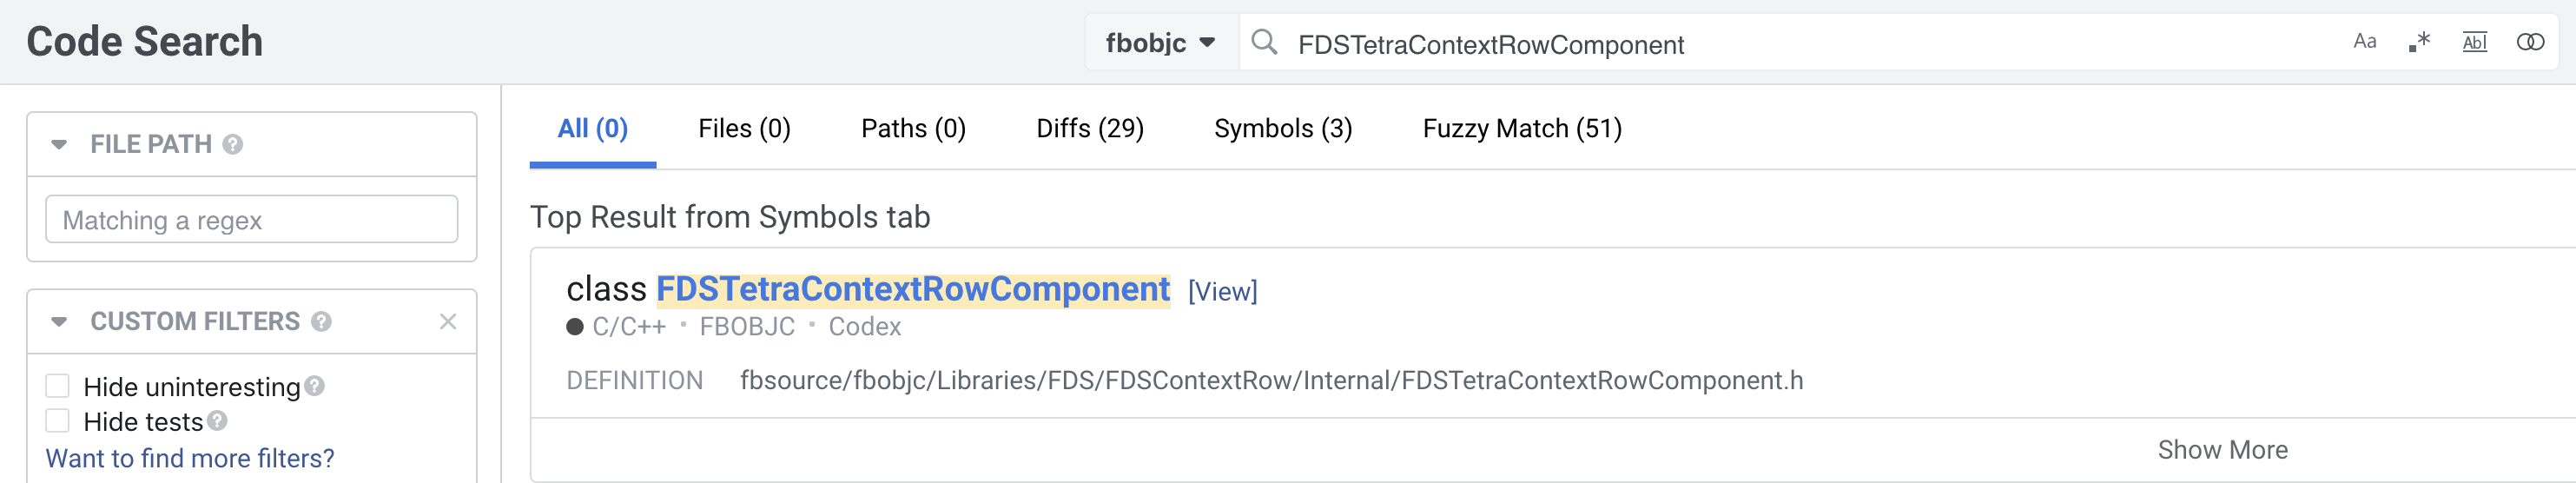 Code Search
fbobjc
FDSTetraContextRowComponent
Aa
.*
Abl
FILE PATH ?
Matching a regex
CUSTOM FILTERS ?
Hide uninteresting ?
Hide tests ?
Want to find more filters?
All (0) Files (0) Paths (0) Diffs (29) Symbols (3) Fuzzy Match (51)
Top Result from Symbols tab
class FDSTetraContextRowComponent [View]
C/C++ • FBOBJC • Codex
DEFINITION fbsource/fbobjc/Libraries/FDS/FDSContextRow/Internal/FDSTetraContextRowComponent.h
Show More